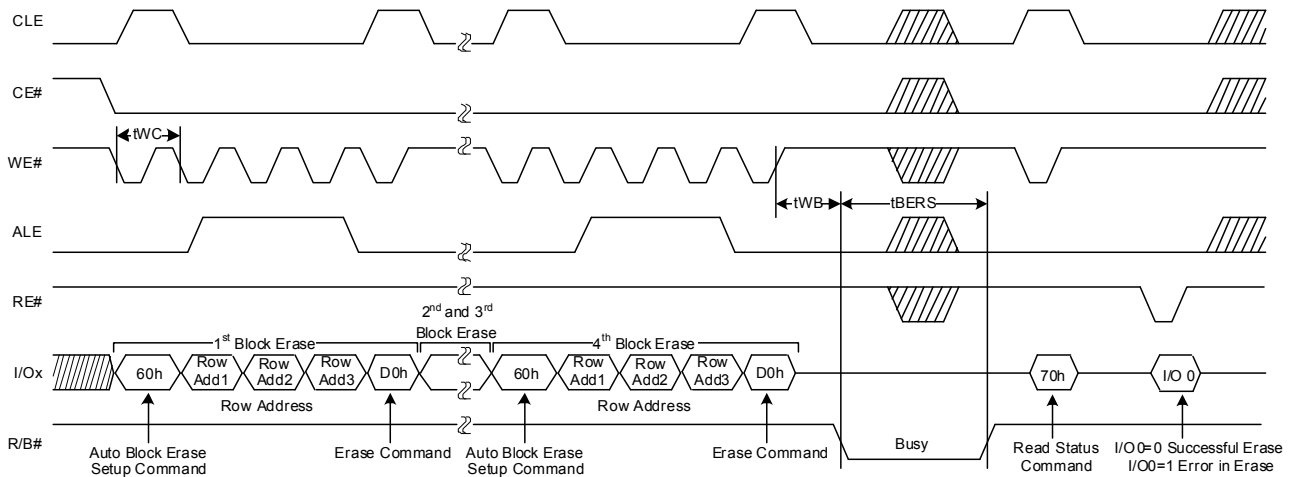 CLE
CE#
tWC
WE#
tWB
tBERS
ALE
RE#
2nd and 3rd
Block Erase
1st Block Erase
4th Block Erase
I/Ox
60h
Row Add1
Row Add2
Row Add3
D0h
60h
Row Add1
Row Add2
Row Add3
D0h
70h
I/O 0
Row Address
Row Address
R/B#
Busy
Auto Block Erase
Setup Command
Erase Command
Auto Block Erase
Setup Command
Erase Command
Read Status
Command
I/O0=0 Successful Erase
I/O0=1 Error in Erase